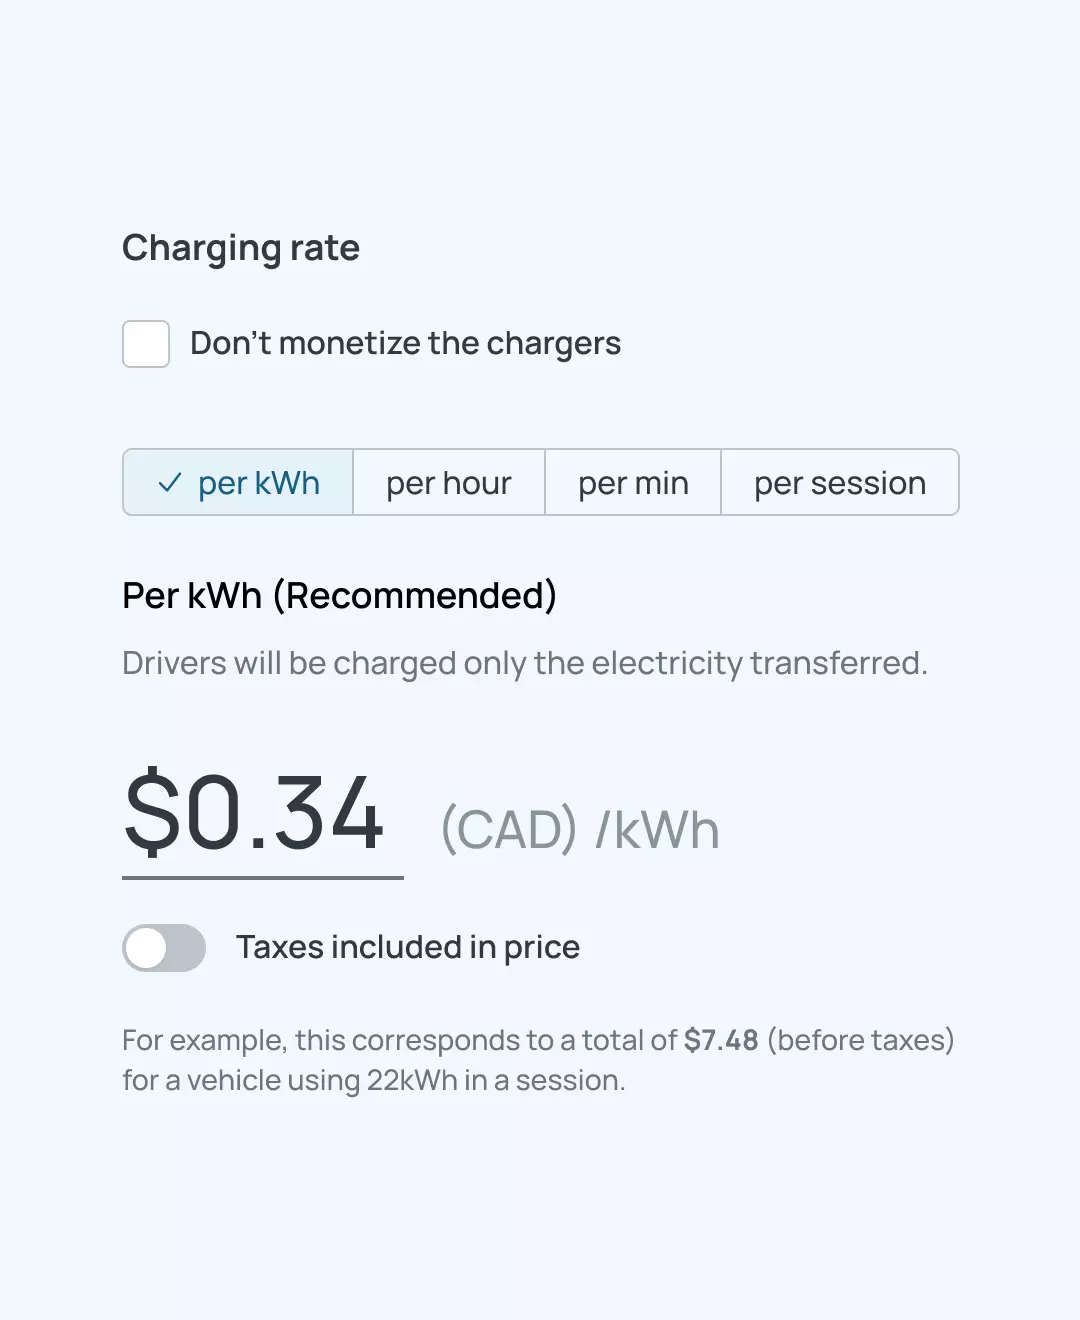 Charging rate
Don’t monetize the chargers
per kWh per hour per min per session
Per kWh (Recommended)
Drivers will be charged only the electricity transferred.
$0.34 (CAD) /kWh
Taxes included in price
For example, this corresponds to a total of $7.48 (before taxes)
for a vehicle using 22kWh in a session.